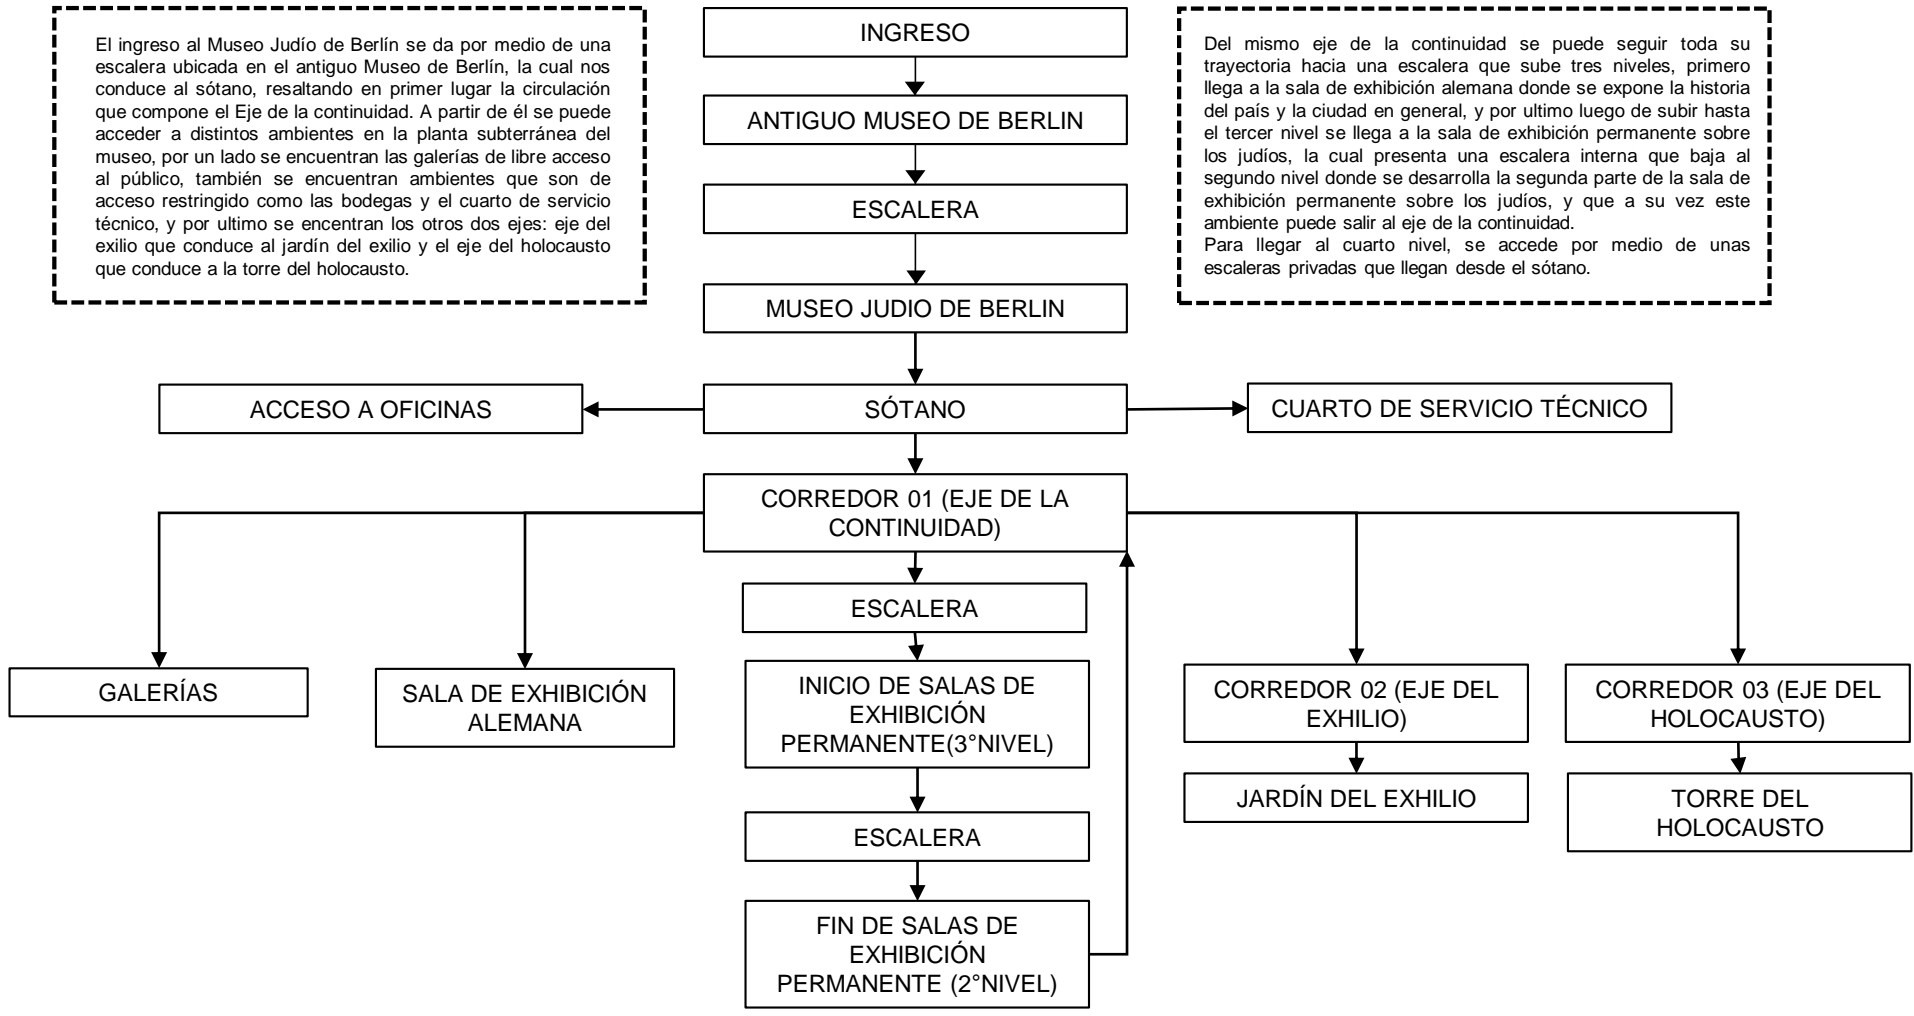 El ingreso al Museo Judío de Berlín se da por medio de una
escalera ubicada en el antiguo Museo de Berlín, la cual nos
conduce al sótano, resaltando en primer lugar la circulación
que compone el Eje de la continuidad. A partir de él se puede
acceder a distintos ambientes en la planta subterránea del
museo, por un lado se encuentran las galerías de libre acceso
al público, también se encuentran ambientes que son de
acceso restringido como las bodegas y el cuarto de servicio
técnico, y por ultimo se encentran los otros dos ejes: eje del
exilio que conduce al jardín del exilio y el eje del holocausto
que conduce a la torre del holocausto.
INGRESO
ANTIGUO MUSEO DE BERLIN
ESCALERA
MUSEO JUDIO DE BERLIN
Del mismo eje de la continuidad se puede seguir toda su
trayectoria hacia una escalera que sube tres niveles, primero
llega a la sala de exhibición alemana donde se expone la historia
del país y la ciudad en general, y por ultimo luego de subir hasta
el tercer nivel se llega a la sala de exhibición permanente sobre
los judíos, la cual presenta una escalera interna que baja al
segundo nivel donde se desarrolla la segunda parte de la sala de
exhibición permanente sobre los judíos, y que a su vez este
ambiente puede salir al eje de la continuidad.
Para llegar al cuarto nivel, se accede por medio de unas
escaleras privadas que llegan desde el sótano.
ACCESO A OFICINAS
SÓTANO
CUARTO DE SERVICIO TÉCNICO
CORREDOR 01 (EJE DE LA
CONTINUIDAD)
ESCALERA
GALERÍAS
SALA DE EXHIBICIÓN
ALEMANA
INICIO DE SALAS DE
EXHIBICIÓN
PERMANENTE(3°NIVEL)
CORREDOR 02 (EJE DEL
EXHILIO)
CORREDOR 03 (EJE DEL
HOLOCAUSTO)
JARDÍN DEL EXHILIO
TORRE DEL
HOLOCAUSTO
ESCALERA
FIN DE SALAS DE
EXHIBICIÓN
PERMANENTE (2°NIVEL)